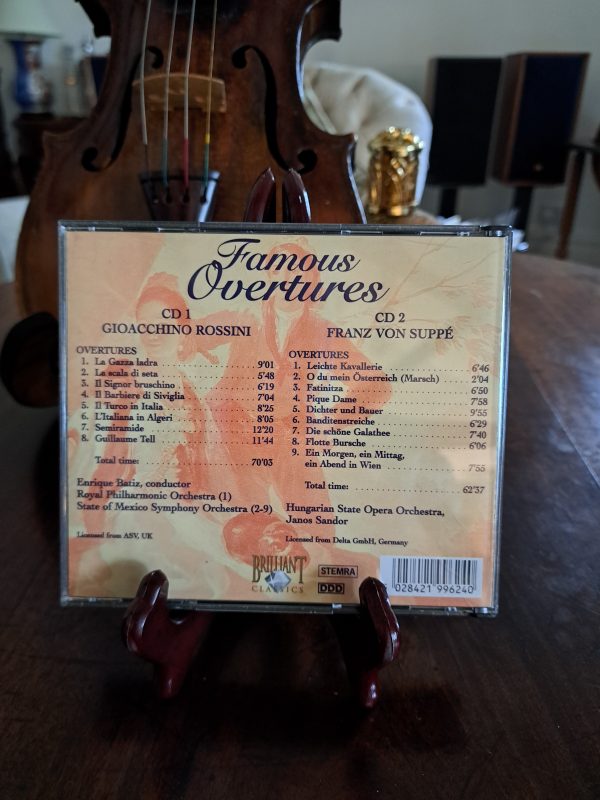 Famous
Overtures
CD 1
GIOACCHINO ROSSINI
OVERTURES
1. La Gazza ladra 9'01
2. La scala di seta 5'48
3. Il Signor bruschino 6'19
4. Il Barbiere di Siviglia 7'04
5. Il Turco in Italia 8'25
6. L'Italiana in Algeri 8'05
7. Semiramide 12'20
8. Guillaume Tell 11'44
Total time: 70'03
Enrique Batiz, conductor
Royal Philharmonic Orchestra (1)
State of Mexico Symphony Orchestra (2-9)
Licensed from ASV, UK
CD 2
FRANZ VON SUPPÉ
OVERTURES
1. Leichte Kavallerie 6'46
2. O du mein Österreich (Marsch) 2'04
3. Fatinitza 6'50
4. Pique Dame 7'58
5. Dichter und Bauer 9'55
6. Banditenstreiche 6'29
7. Die schöne Galathee 7'40
8. Flotte Bursche 6'06
9. Ein Morgen, ein Mittag,
ein Abend in Wien 7'55
Total time: 62'37
Hungarian State Opera Orchestra,
Janos Sandor
Licensed from Delta GmbH, Germany
BRILLIANT
CLASSICS
STEMRA
DDD
028421 996240